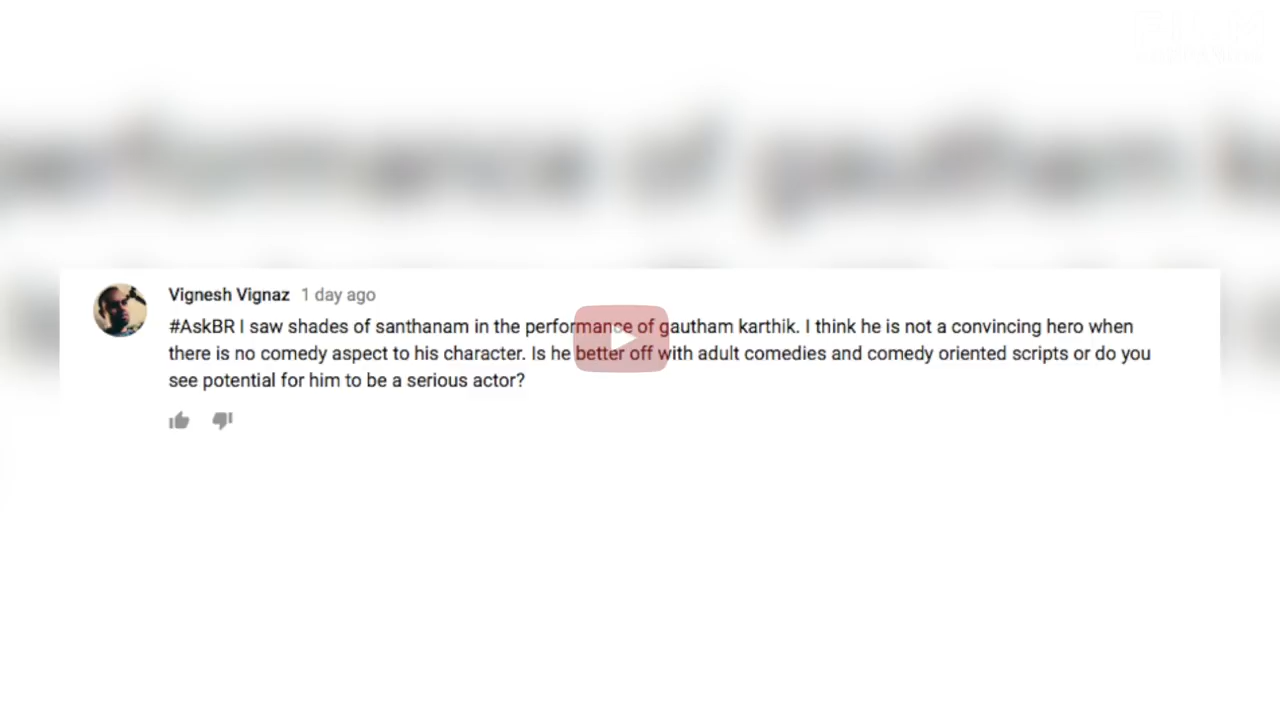 Vignesh Vignaz 1 day ago
#AskBR I saw shades of santhanam in the performance of gautham karthik. I think he is not a convincing hero when
there is no comedy aspect to his character. Is he better off with adult comedies and comedy oriented scripts or do you
see potential for him to be a serious actor?